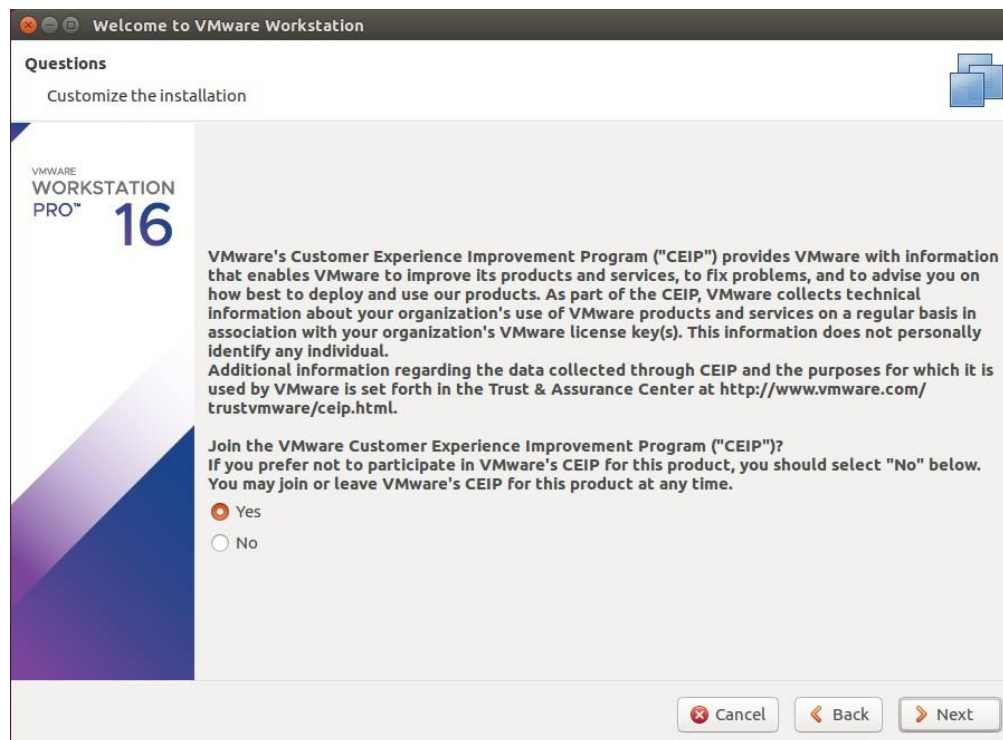 Welcome to VMware Workstation
Questions
Customize the installation
VMWARE
WORKSTATION
PRO™ 16
VMware's Customer Experience Improvement Program ("CEIP") provides VMware with information
that enables VMware to improve its products and services, to fix problems, and to advise you on
how best to deploy and use our products. As part of the CEIP, VMware collects technical
information about your organization's use of VMware products and services on a regular basis in
association with your organization's VMware license key(s). This information does not personally
identify any individual.
Additional information regarding the data collected through CEIP and the purposes for which it is
used by VMware is set forth in the Trust & Assurance Center at http://www.vmware.com/
trustvmware/ceip.html.
Join the VMware Customer Experience Improvement Program ("CEIP")?
If you prefer not to participate in VMware's CEIP for this product, you should select "No" below.
You may join or leave VMware's CEIP for this product at any time.
Yes
No
Cancel Back Next